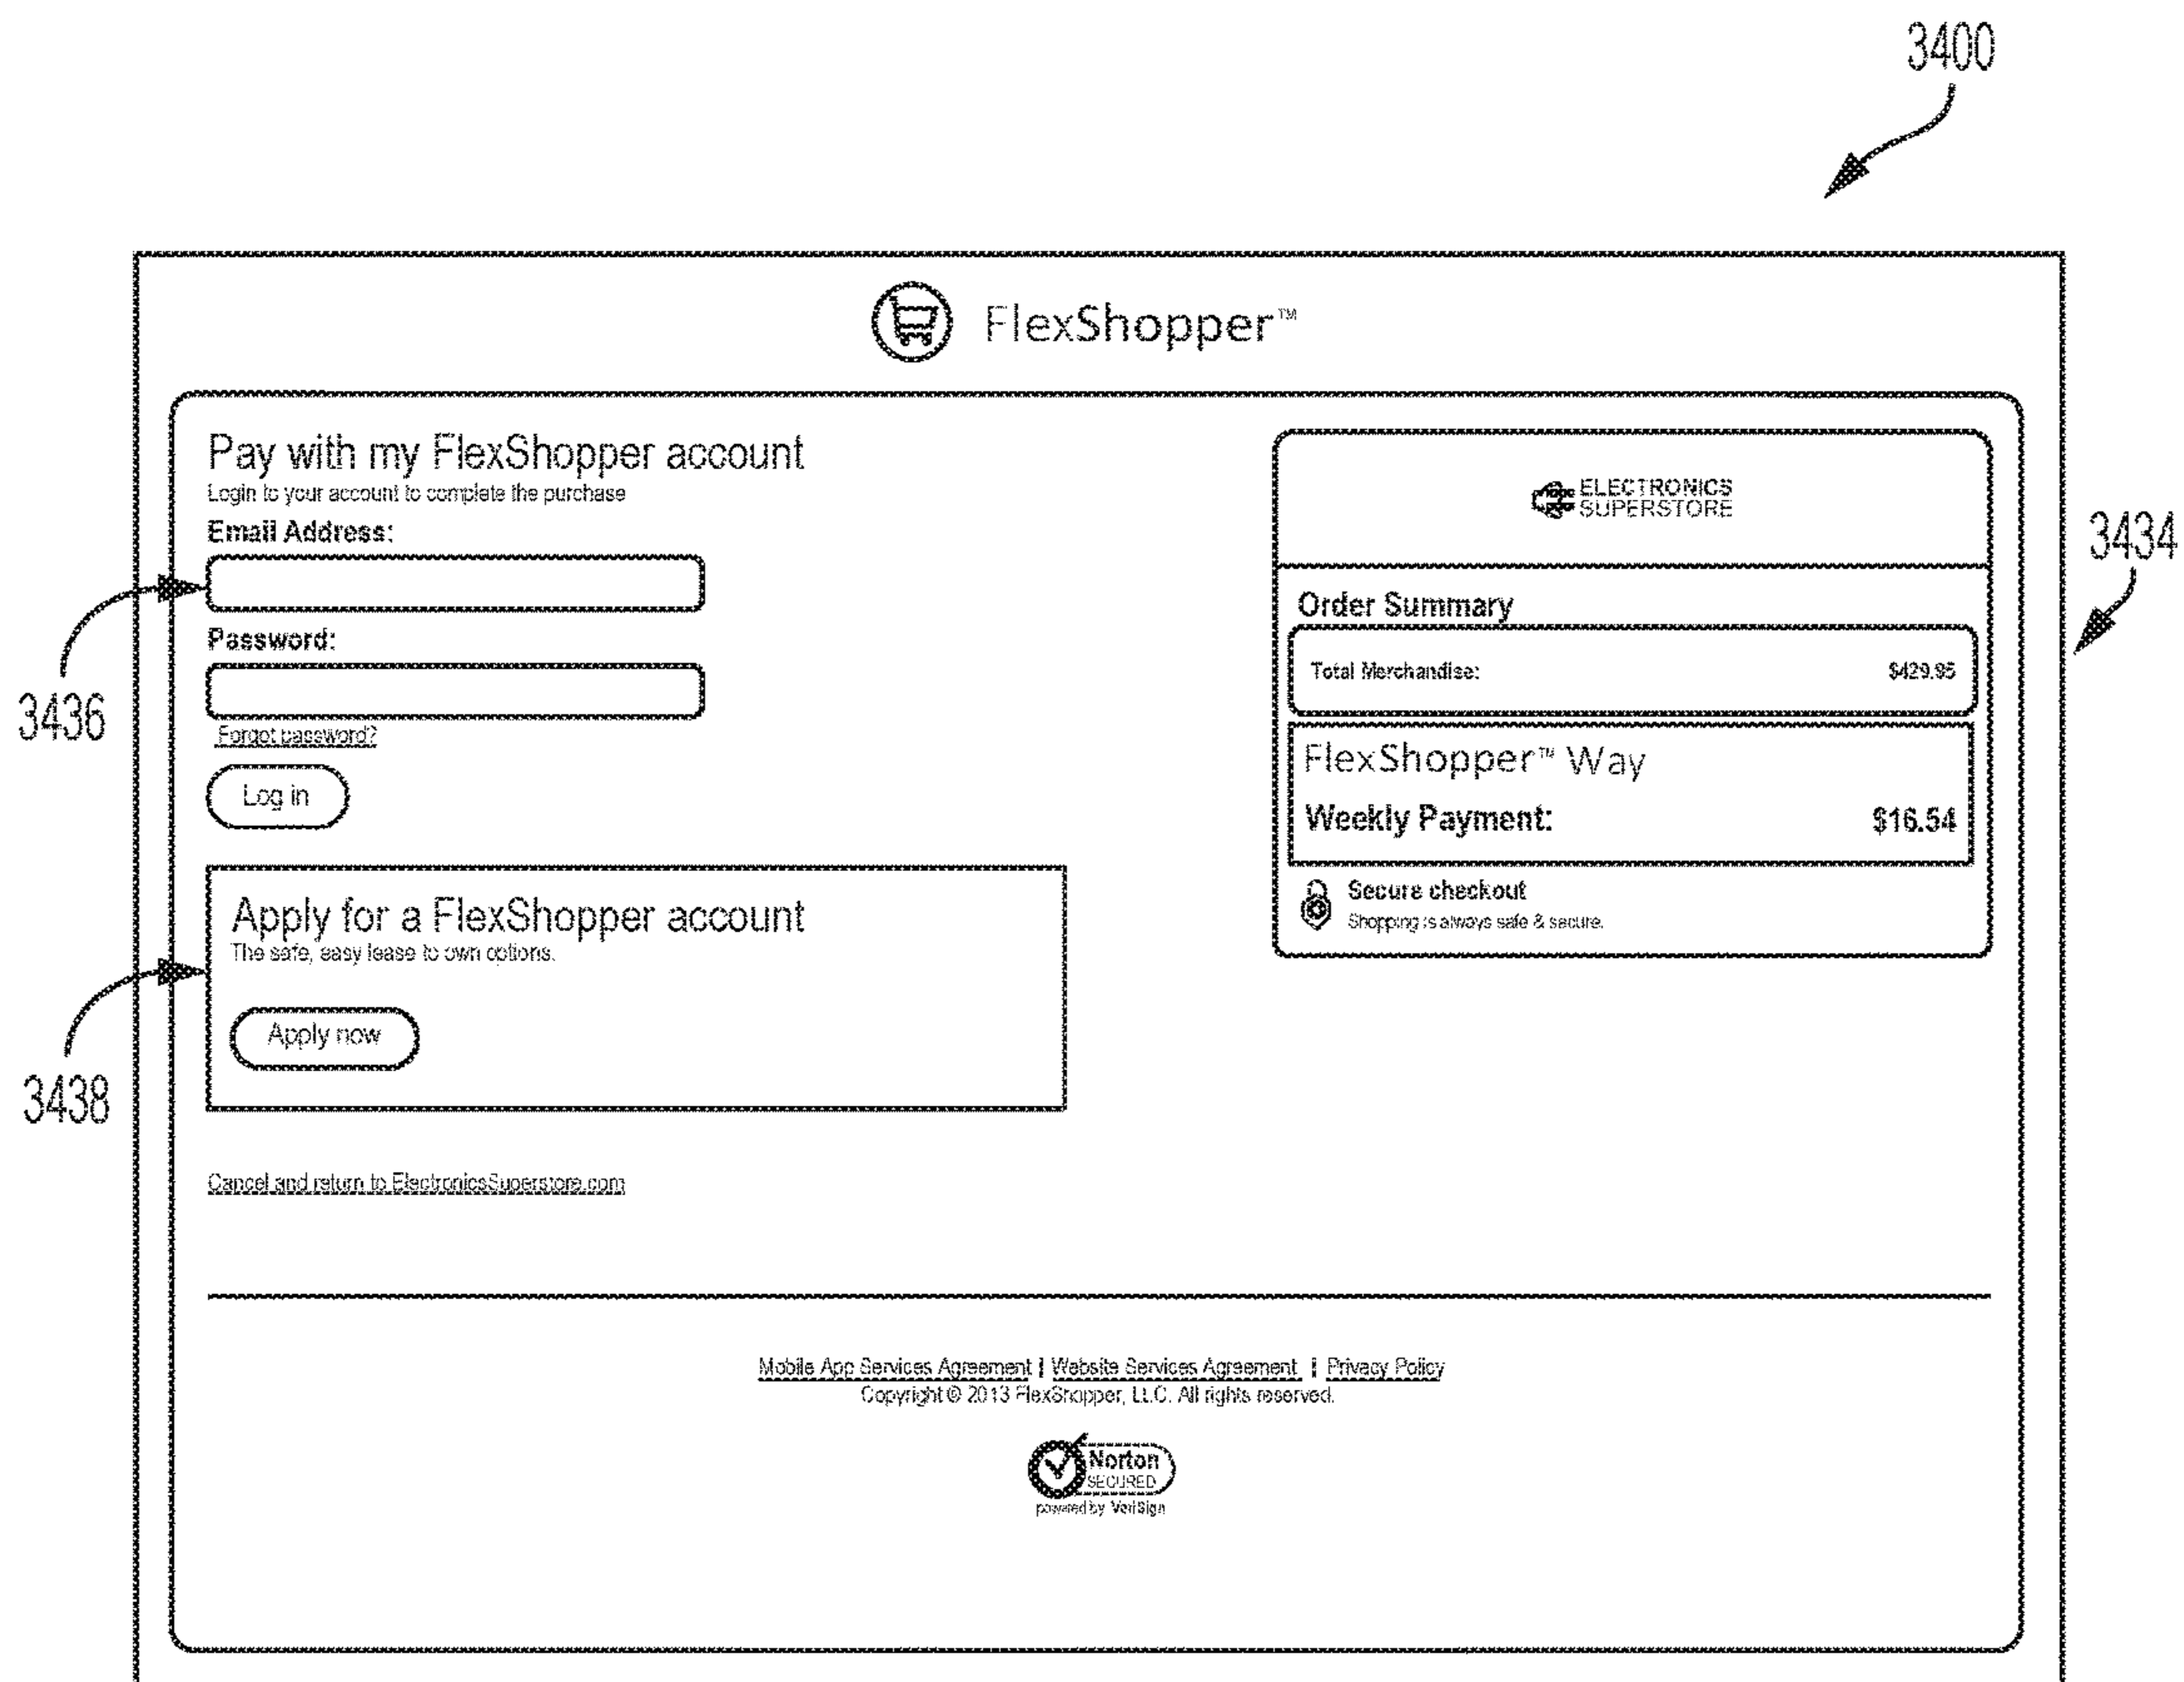 3400
FlexShopper™
Pay with my FlexShopper account
Login to your account to complete the purchase
Email Address:
3436
Password:
Forgot password?
Log in
Apply for a FlexShopper account
The safe, easy lease to own options.
3438
Apply now
Cancel and return to ElectronicsSuperstore.com
ELECTRONICS
SUPERSTORE
3434
Order Summary
Total Merchandise: $429.95
FlexShopper™ Way
Weekly Payment: $16.54
Secure checkout
Shopping is always safe & secure.
Mobile App Services Agreement | Website Services Agreement | Privacy Policy
Copyright © 2013 FlexShopper, LLC. All rights reserved.
Norton
SECURED
powered by VeriSign